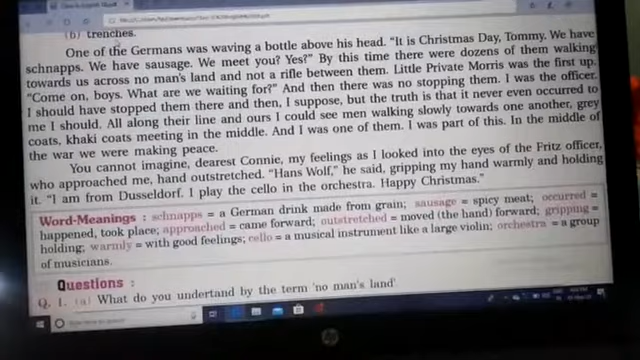 (b) trenches.
One of the Germans was waving a bottle above his head. "It is Christmas Day, Tommy. We have
schnapps. We have sausage. We meet you? Yes?" By this time there were dozens of them walking
towards us across no man's land and not a rifle between them. Little Private Morris was the first up.
"Come on, boys. What are we waiting for?" And then there was no stopping them. I was the officer.
I should have stopped them there and then, I suppose, but the truth is that it never even occurred to
me I should. All along their line and ours I could see men walking slowly towards one another, grey
coats, khaki coats meeting in the middle. And I was one of them. I was part of this. In the middle of
the war we were making peace.
You cannot imagine, dearest Connie, my feelings as I looked into the eyes of the Fritz officer,
who approached me, hand outstretched. "Hans Wolf," he said, gripping my hand warmly and holding
it. "I am from Dusseldorf. I play the cello in the orchestra. Happy Christmas."
Word-Meanings : schnapps = a German drink made from grain; sausage = spicy meat; occurred =
happened, took place; approached = came forward; outstretched = moved (the hand) forward; gripping =
holding; warmly = with good feelings; cello = a musical instrument like a large violin; orchestra = a group
of musicians.
Questions :
Q. 1. (a) What do you undertand by the term 'no man's land'
hp